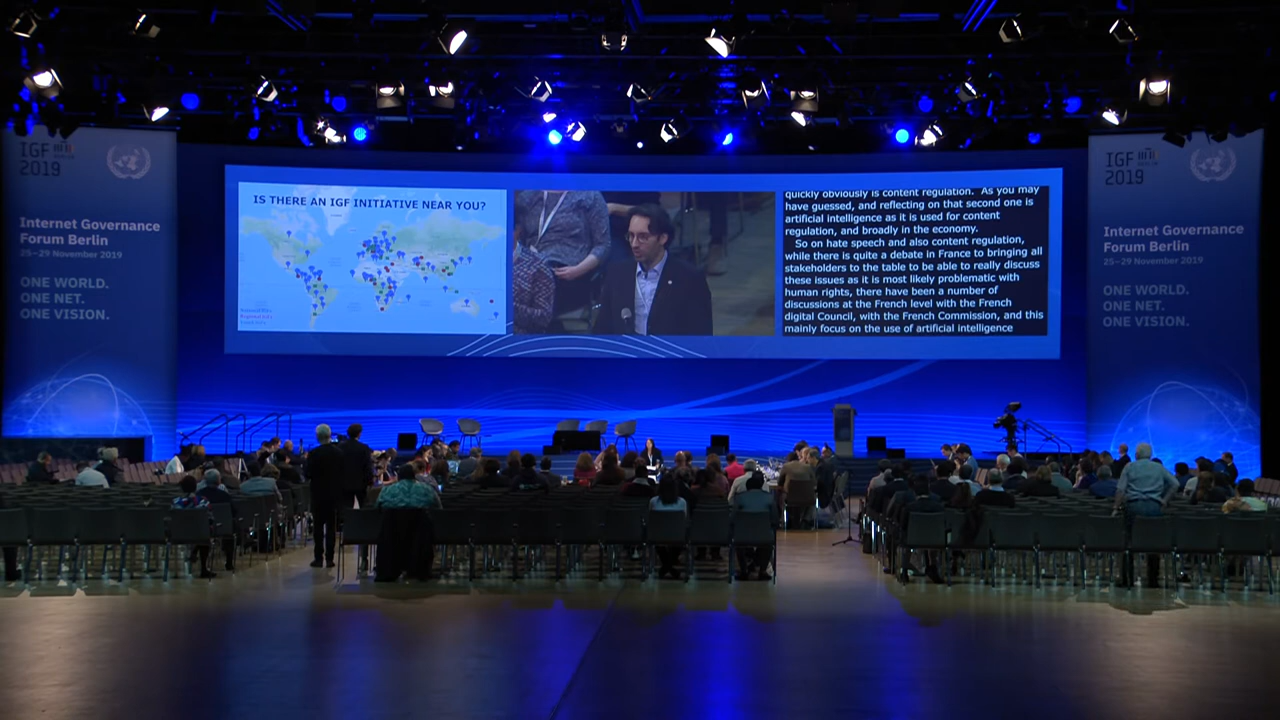 IGF
2019
Internet Governance
Forum Berlin
25–29 November 2019
ONE WORLD.
ONE NET.
ONE VISION.
IS THERE AN IGF INITIATIVE NEAR YOU?
quickly obviously is content regulation.  As you may
have guessed, and reflecting on that second one is
artificial intelligence as it is used for content
regulation, and broadly in the economy.
So on hate speech and also content regulation,
while there is quite a debate in France to bringing all
stakeholders to the table to be able to really discuss
these issues as it is most likely problematic with
human rights, there have been a number of
discussions at the French level with the French
digital Council, with the French Commission, and this
mainly focus on the use of artificial intelligence
IGF
2019
Internet Governance
Forum Berlin
25–29 November 2019
ONE WORLD.
ONE NET.
ONE VISION.